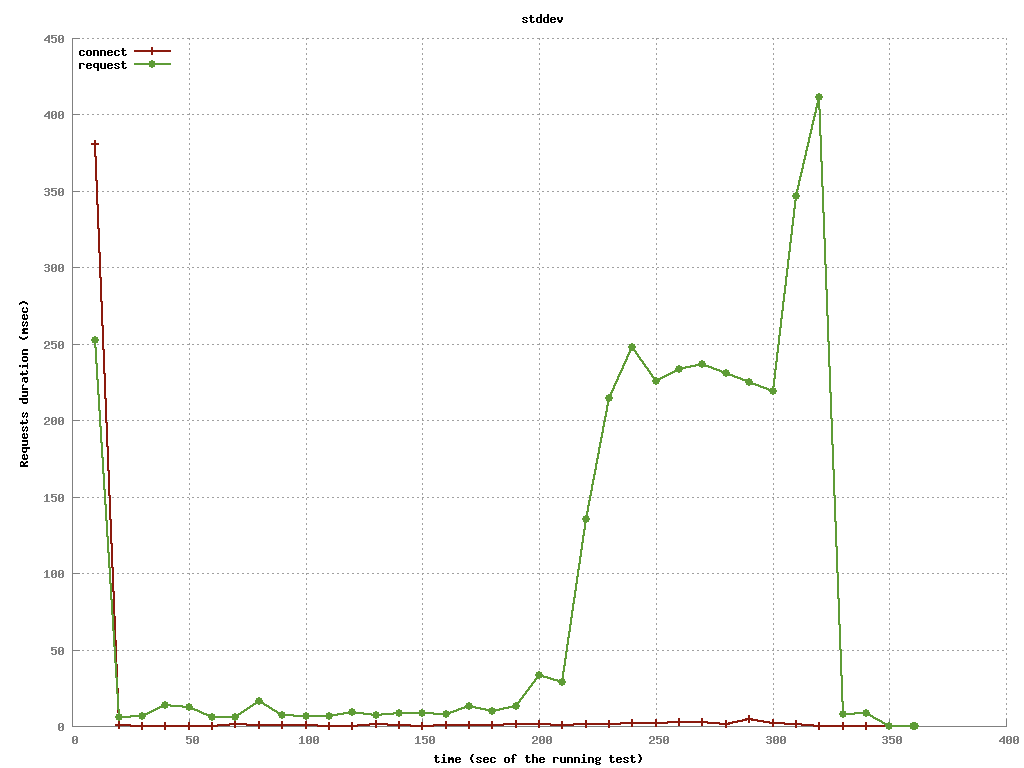 stddev
connect
request
450
400
350
300
250
200
150
100
50
0
0 50 100 150 200 250 300 350 400
Requests duration (msec)
time (sec of the running test)